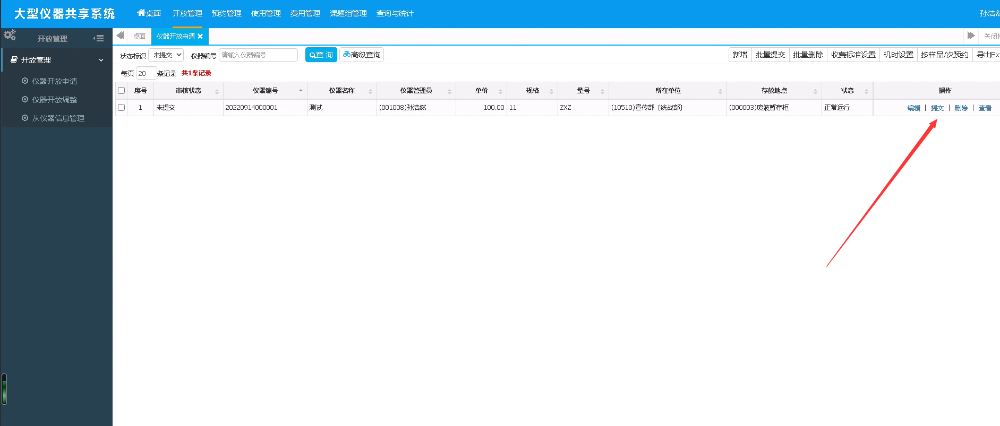 大型仪器共享系统
桌面 开放管理 预约管理 使用管理 费用管理 课题组管理 查询与统计
孙浩然
开放管理
桌面 仪器开放申请
开放管理
仪器开放申请
仪器开放调整
从仪器信息管理
状态标识 未提交 仪器编号 请输入仪器编号 查 询 高级查询 新增 批量提交 批量删除 收费标准设置 机时设置 按样品/次预约 导出Ex
每页 20 条记录 共1条记录
序号 审核状态 仪器编号 仪器名称 仪器管理员 单价 规格 型号 所在单位 存放地点 状态 操作
1 未提交 20220914000001 测试 (001008)孙浩然 100.00 11 ZXZ (10510)宣传部〔统战部〕 (000003)废液暂存柜 正常运行 编辑 | 提交 | 删除 | 查看